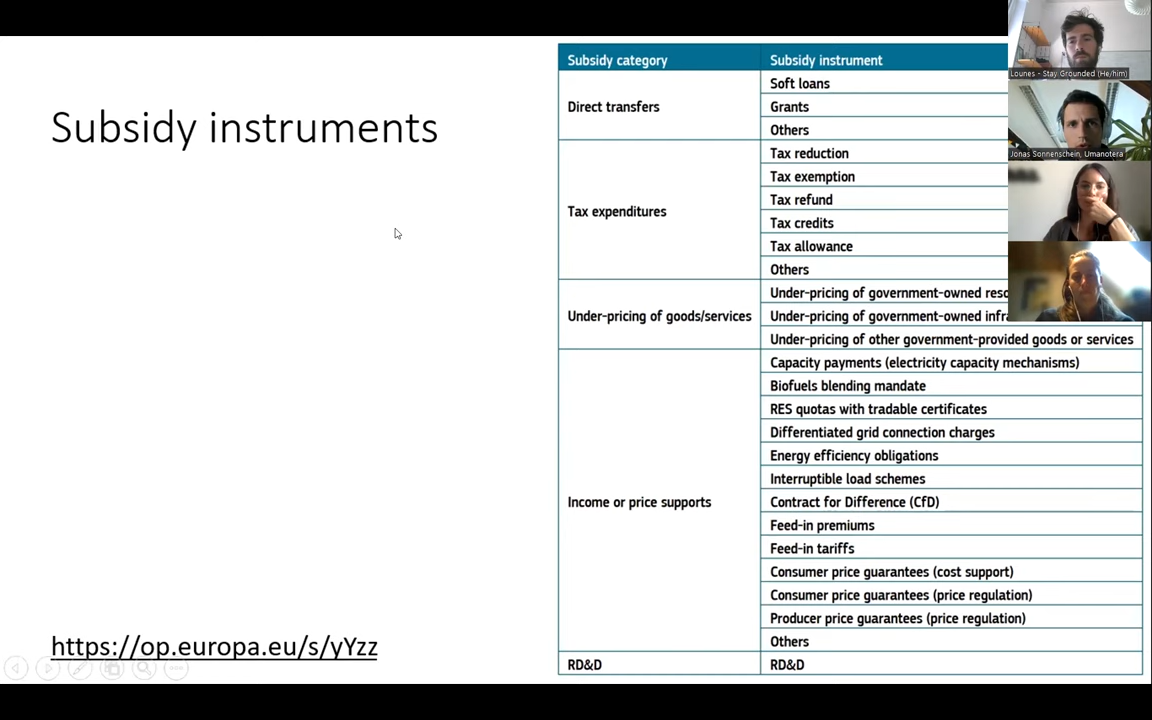 Subsidy instruments
https://op.europa.eu/s/yYzz
Subsidy category Subsidy instrument
Direct transfers
Soft loans
Grants
Others
Tax expenditures
Tax reduction
Tax exemption
Tax refund
Tax credits
Tax allowance
Others
Under-pricing of goods/services
Under-pricing of government-owned
Under-pricing of government-owned
Under-pricing of other government-provided goods or services
Income or price supports
Capacity payments (electricity capacity mechanisms)
Biofuels blending mandate
RES quotas with tradable certificates
Differentiated grid connection charges
Energy efficiency obligations
Interruptible load schemes
Contract for Difference (CfD)
Feed-in premiums
Feed-in tariffs
Consumer price guarantees (cost support)
Consumer price guarantees (price regulation)
Producer price guarantees (price regulation)
Others
RD&D RD&D
Lounes - Stay Grounded (He/him)
Jonas Sonnenschein, Umanotera